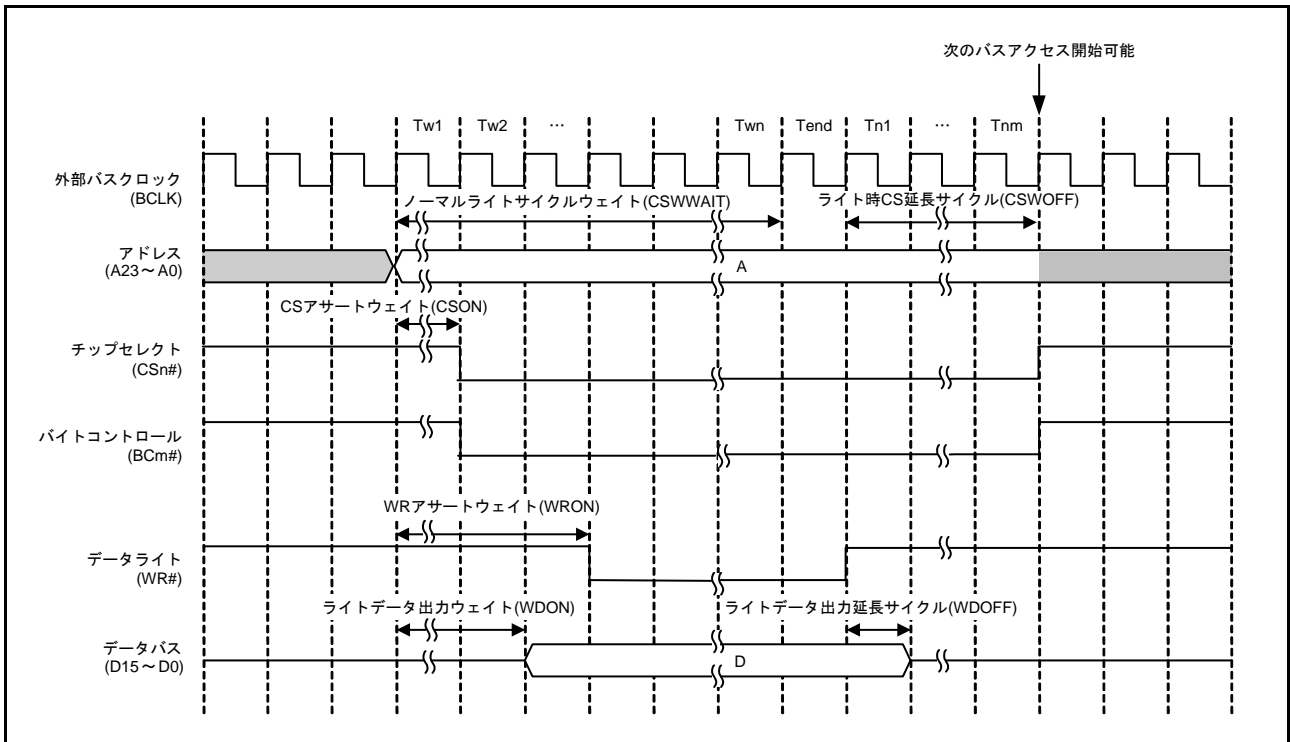 次のバスアクセス開始可能
Tw1 Tw2 … Twn Tend Tn1 … Tnm
外部バスクロック
(BCLK)
ノーマルライトサイクルウェイト(CSWWAIT)
ライト時CS延長サイクル(CSWOFF)
アドレス
(A23～A0)
A
CSアサートウェイト(CSON)
チップセレクト
(CSn#)
バイトコントロール
(BCm#)
WRアサートウェイト(WRON)
データライト
(WR#)
ライトデータ出力ウェイト(WDON)
ライトデータ出力延長サイクル(WDOFF)
データバス
(D15～D0)
D